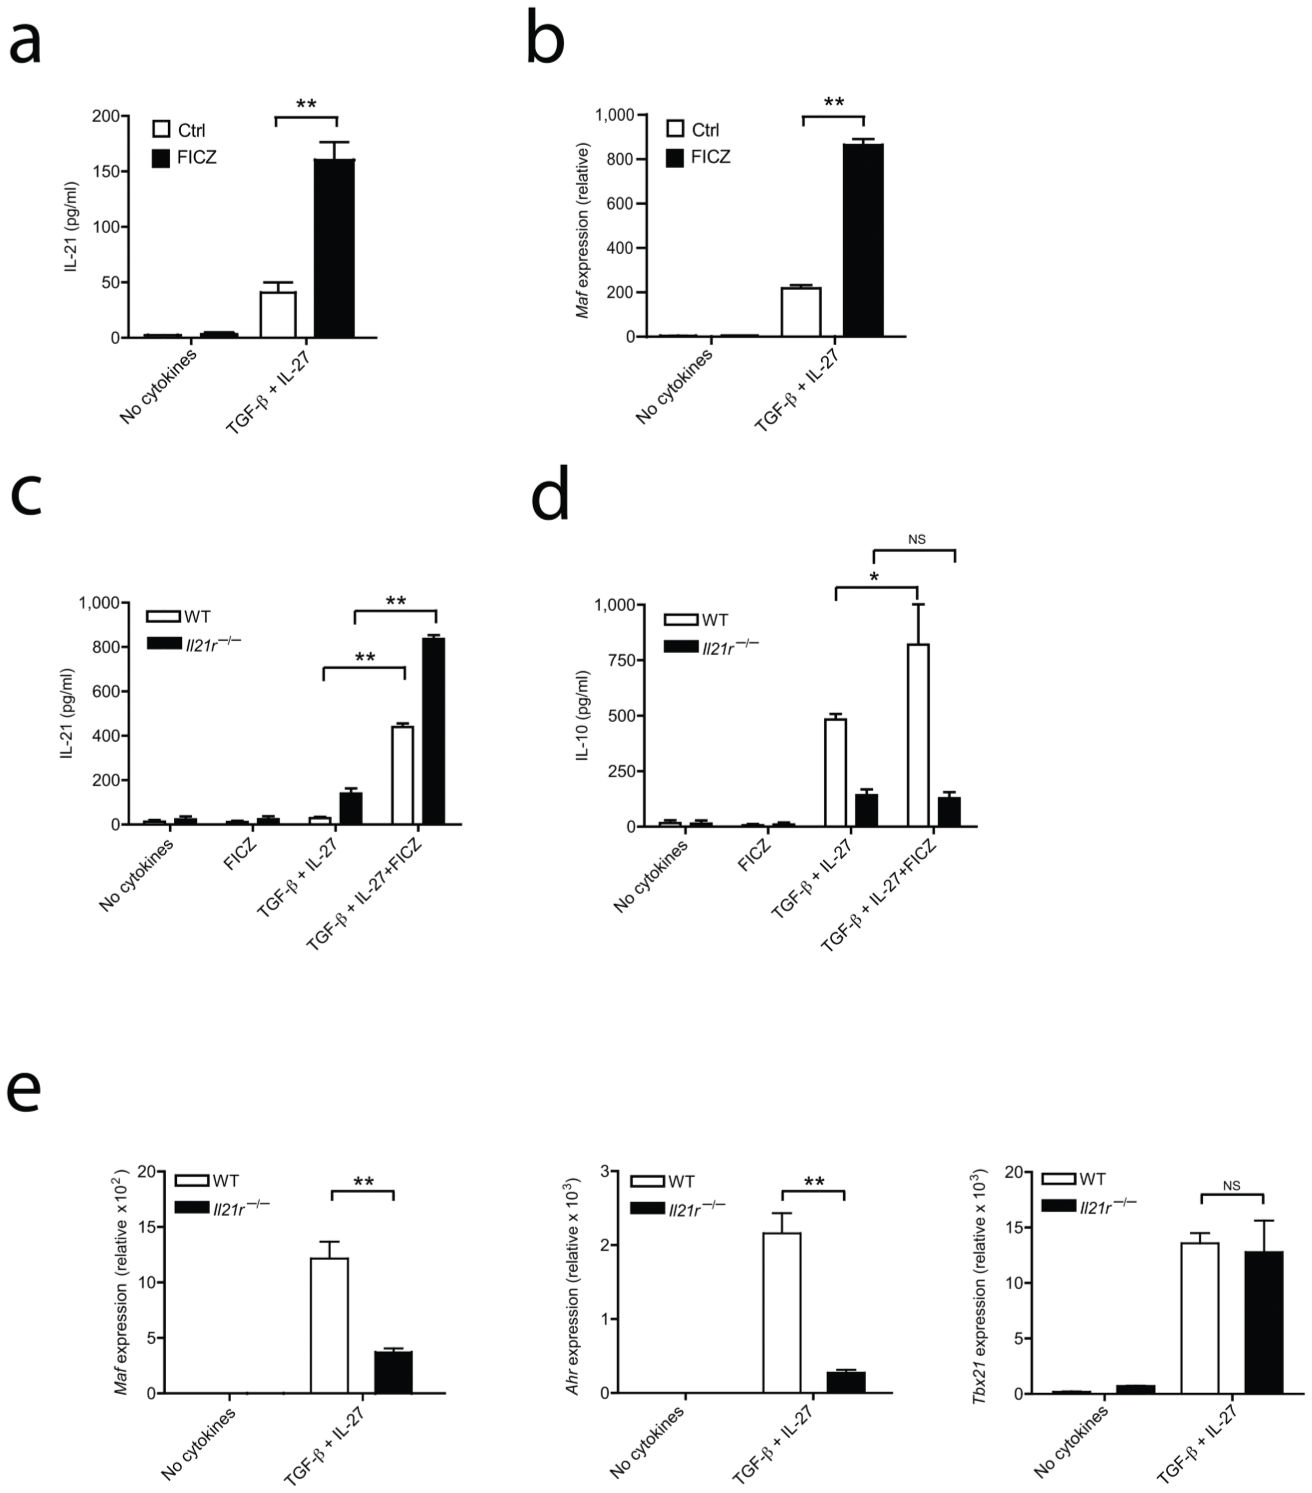 a
200
150
100
50
0
IL-21 (pg/ml)
Ctrl
FICZ
**
No cytokines
TGF-β + IL-27
b
1,000
800
600
400
200
0
Maf expression (relative)
Ctrl
FICZ
**
No cytokines
TGF-β + IL-27
c
1,000
800
600
400
200
0
IL-21 (pg/ml)
WT
Il21r–/–
**
**
No cytokines
FICZ
TGF-β + IL-27
TGF-β + IL-27+FICZ
d
1,000
750
500
250
0
IL-10 (pg/ml)
WT
Il21r–/–
NS
*
No cytokines
FICZ
TGF-β + IL-27
TGF-β + IL-27+FICZ
e
20
15
10
5
0
Maf expression (relative x10²)
WT
Il21r–/–
**
No cytokines
TGF-β + IL-27
3
2
1
0
Ahr expression (relative x 10³)
WT
Il21r–/–
**
No cytokines
TGF-β + IL-27
20
15
10
5
0
Tbx21 expression (relative x 10³)
WT
Il21r–/–
NS
No cytokines
TGF-β + IL-27